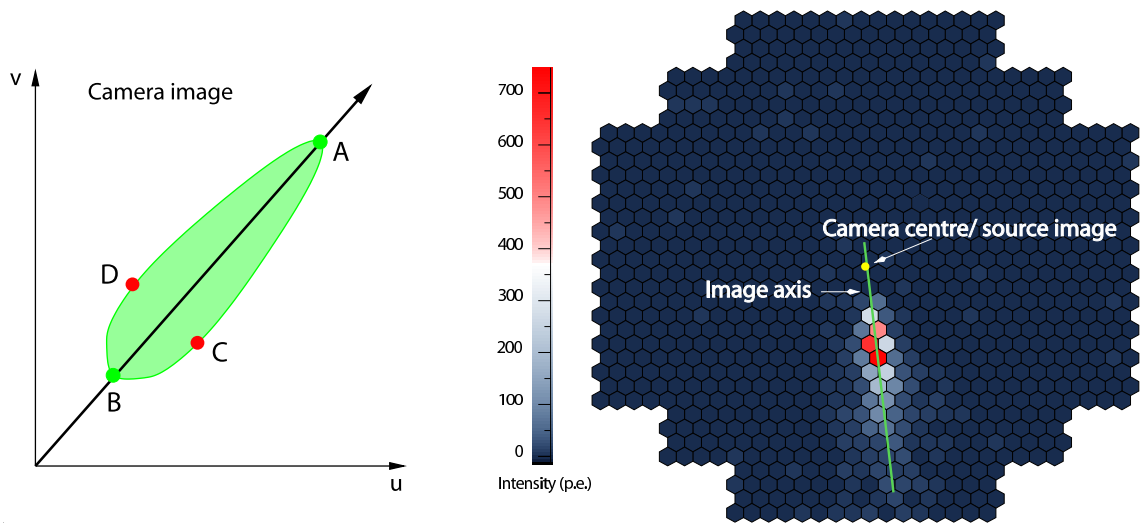 v
Camera image
A
D
C
B
u
700
600
500
400
300
200
100
0
Intensity (p.e.)
Camera centre/ source image
Image axis